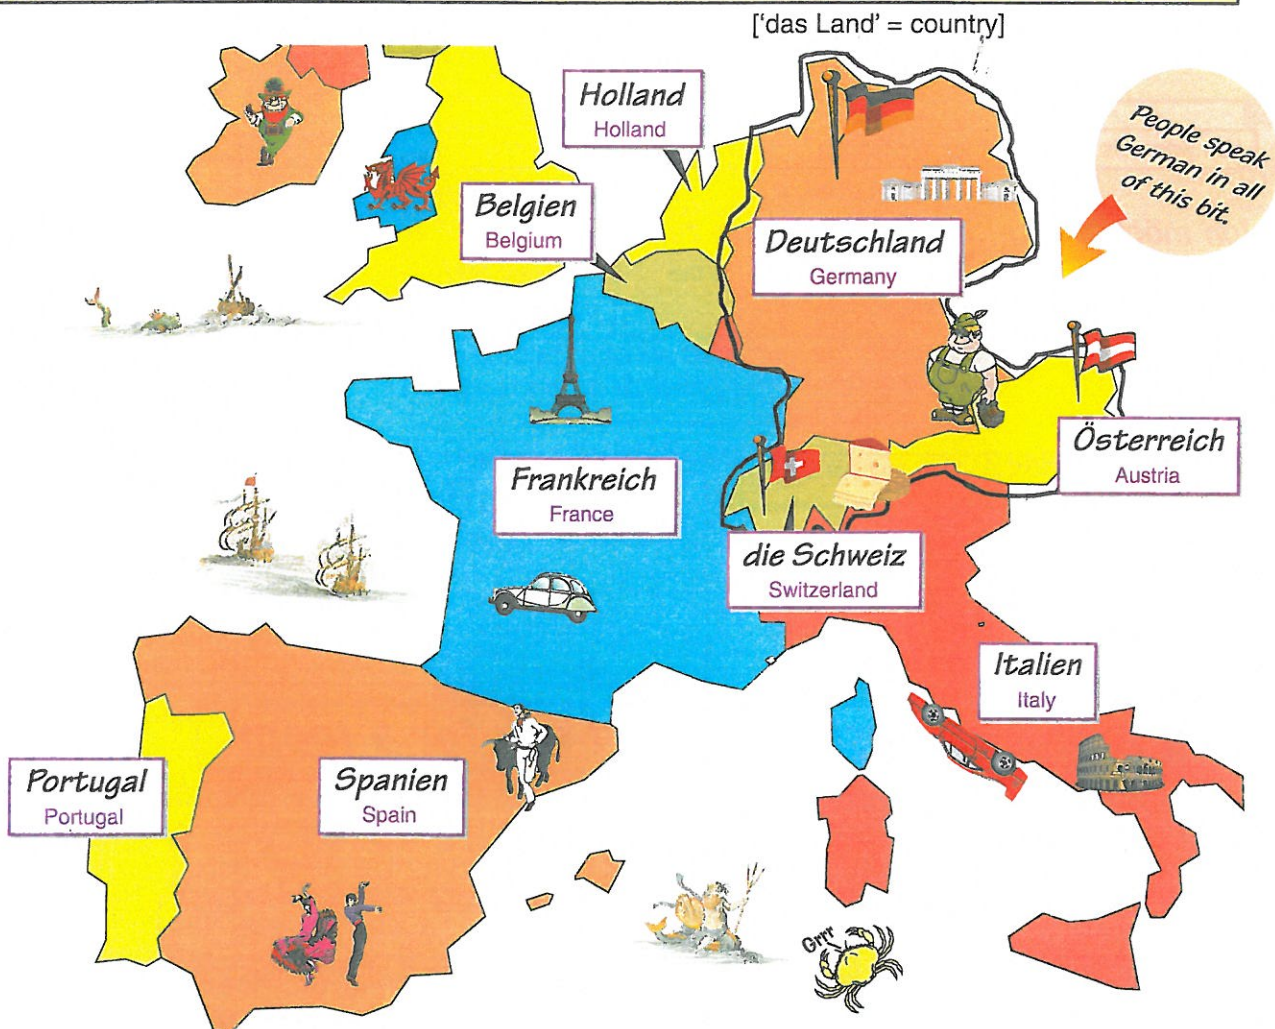 ['das Land' = country]
Holland
Holland
People speak
German in all
of this bit.
Belgien
Belgium
Deutschland
Germany
Österreich
Austria
Frankreich
France
die Schweiz
Switzerland
Italien
Italy
Portugal
Portugal
Spanien
Spain
Grrr